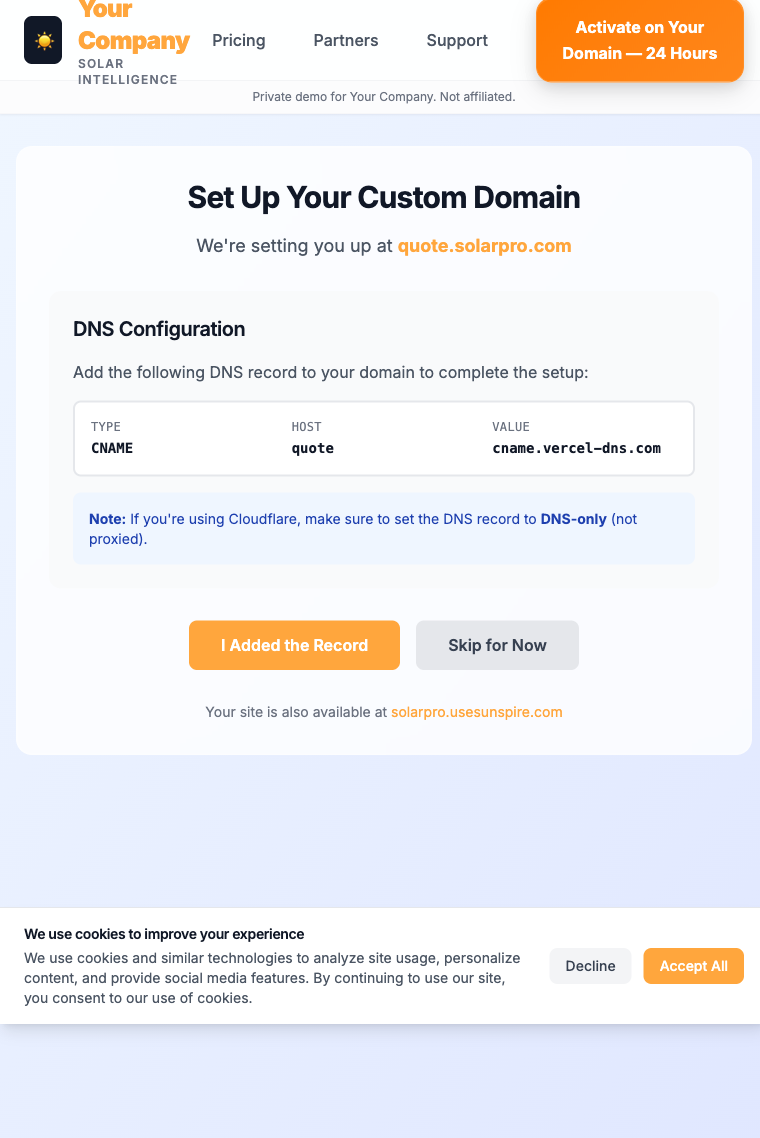 Your
Company
SOLAR
INTELLIGENCE
Pricing
Partners
Support
Activate on Your
Domain — 24 Hours
Private demo for Your Company. Not affiliated.
Set Up Your Custom Domain
We're setting you up at quote.solarpro.com
DNS Configuration
Add the following DNS record to your domain to complete the setup:
TYPE HOST VALUE
CNAME quote cname.vercel-dns.com
Note: If you're using Cloudflare, make sure to set the DNS record to DNS-only (not
proxied).
I Added the Record
Skip for Now
Your site is also available at solarpro.usesunspire.com
We use cookies to improve your experience
We use cookies and similar technologies to analyze site usage, personalize
content, and provide social media features. By continuing to use our site,
you consent to our use of cookies.
Decline
Accept All